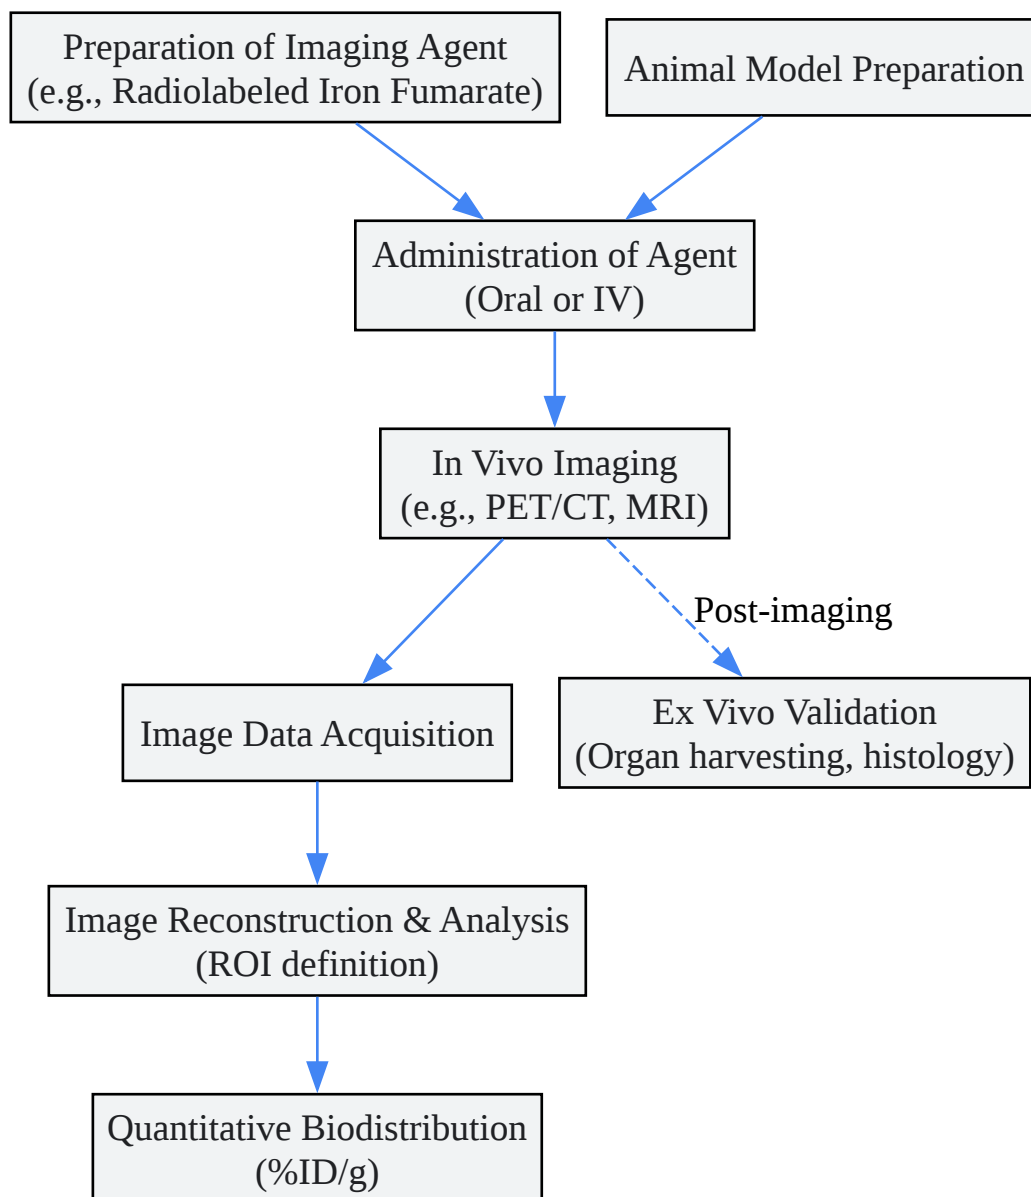 Preparation of Imaging Agent
(e.g., Radiolabeled Iron Fumarate)
Animal Model Preparation
Administration of Agent
(Oral or IV)
In Vivo Imaging
(e.g., PET/CT, MRI)
Post-imaging
Image Data Acquisition
Ex Vivo Validation
(Organ harvesting, histology)
Image Reconstruction & Analysis
(ROI definition)
Quantitative Biodistribution
(%ID/g)